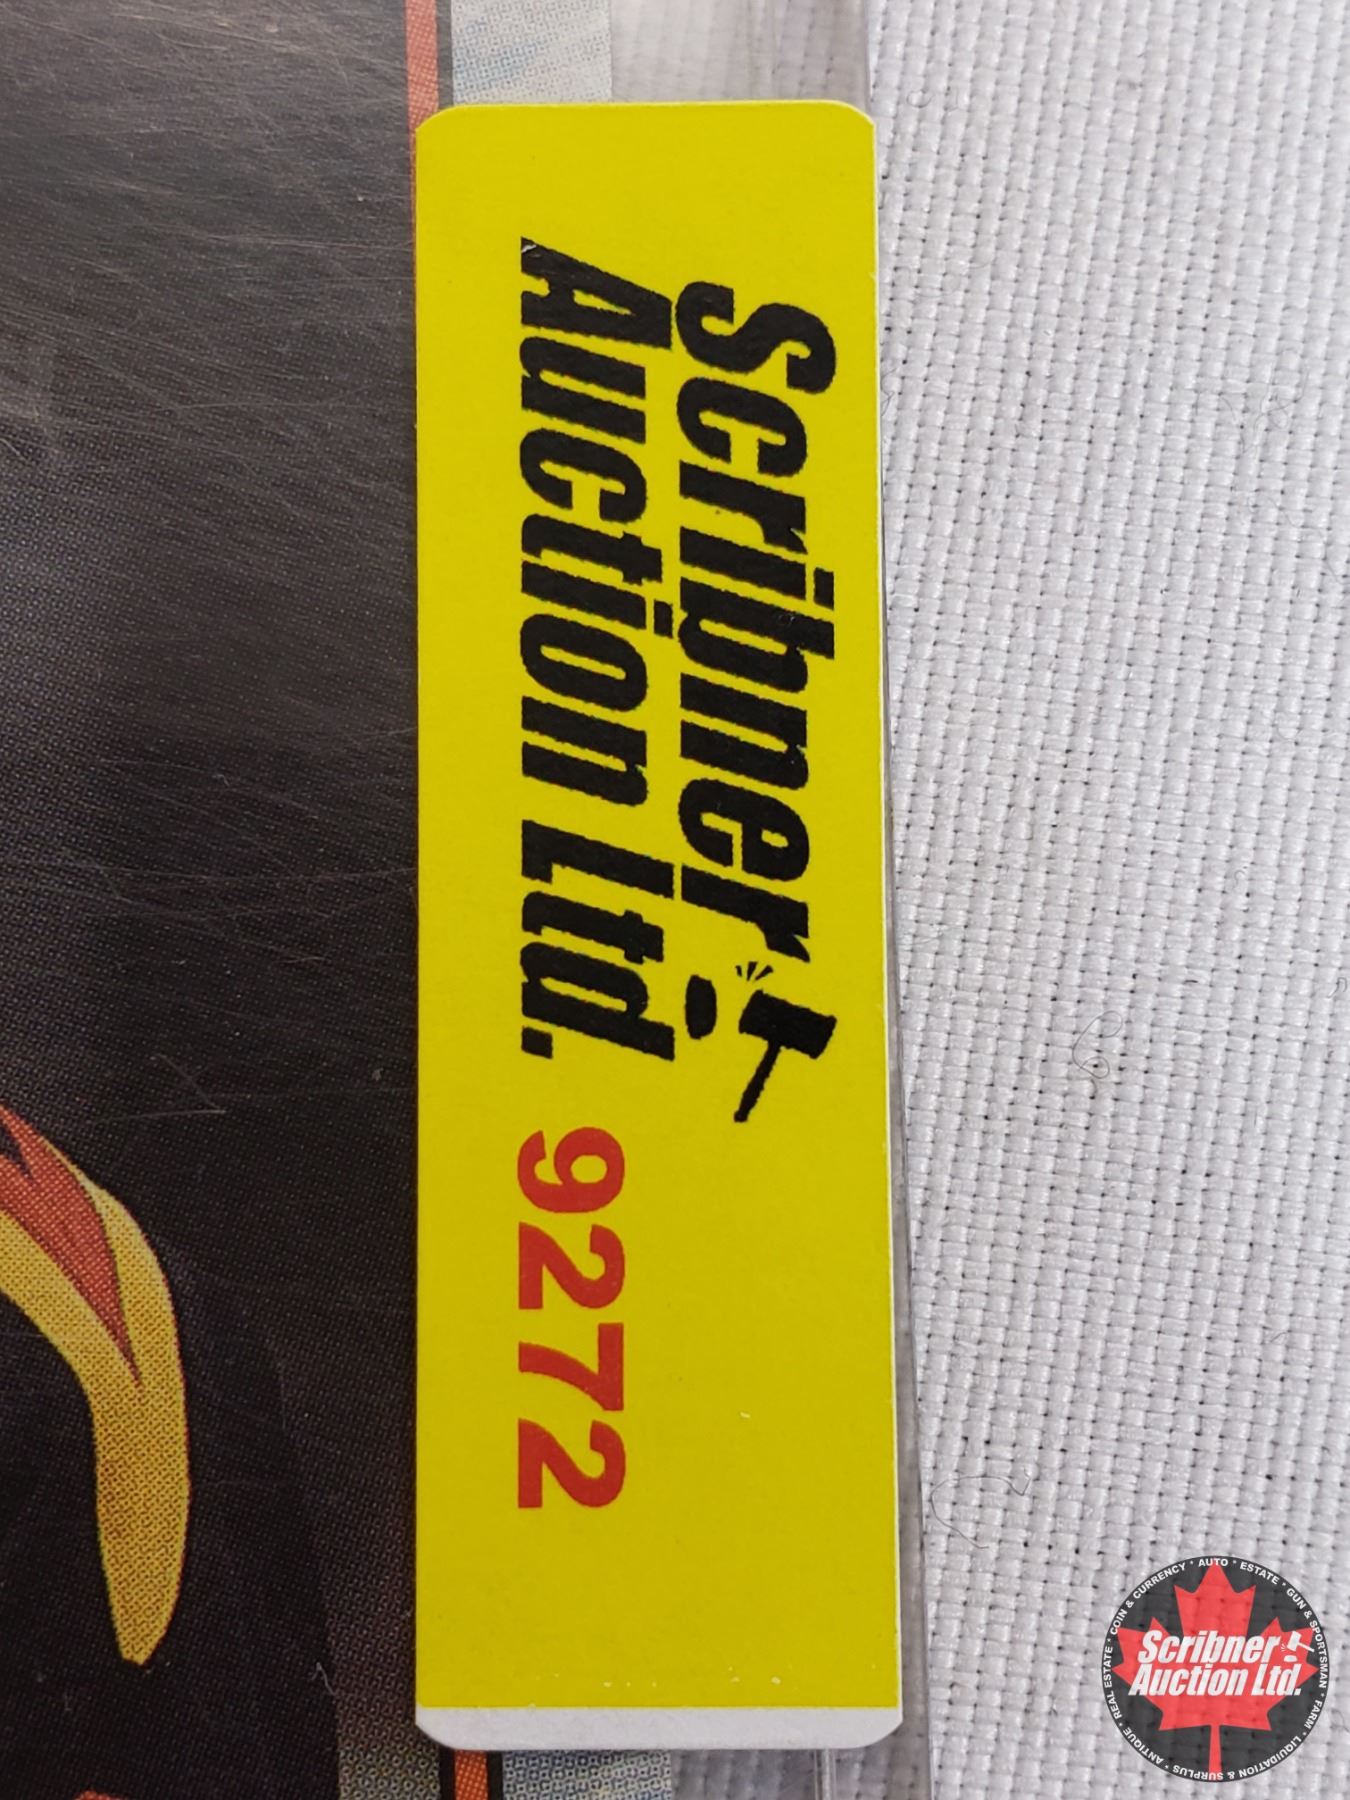 Scribner
Auction Ltd. 9272
COIN & CURRENCY * AUTO * ESTATE * GUN & SPORTSMAN * FARM * LIQUIDATION & SURPLUS * ANTIQUE * REAL ESTATE *
Scribner
Auction Ltd.